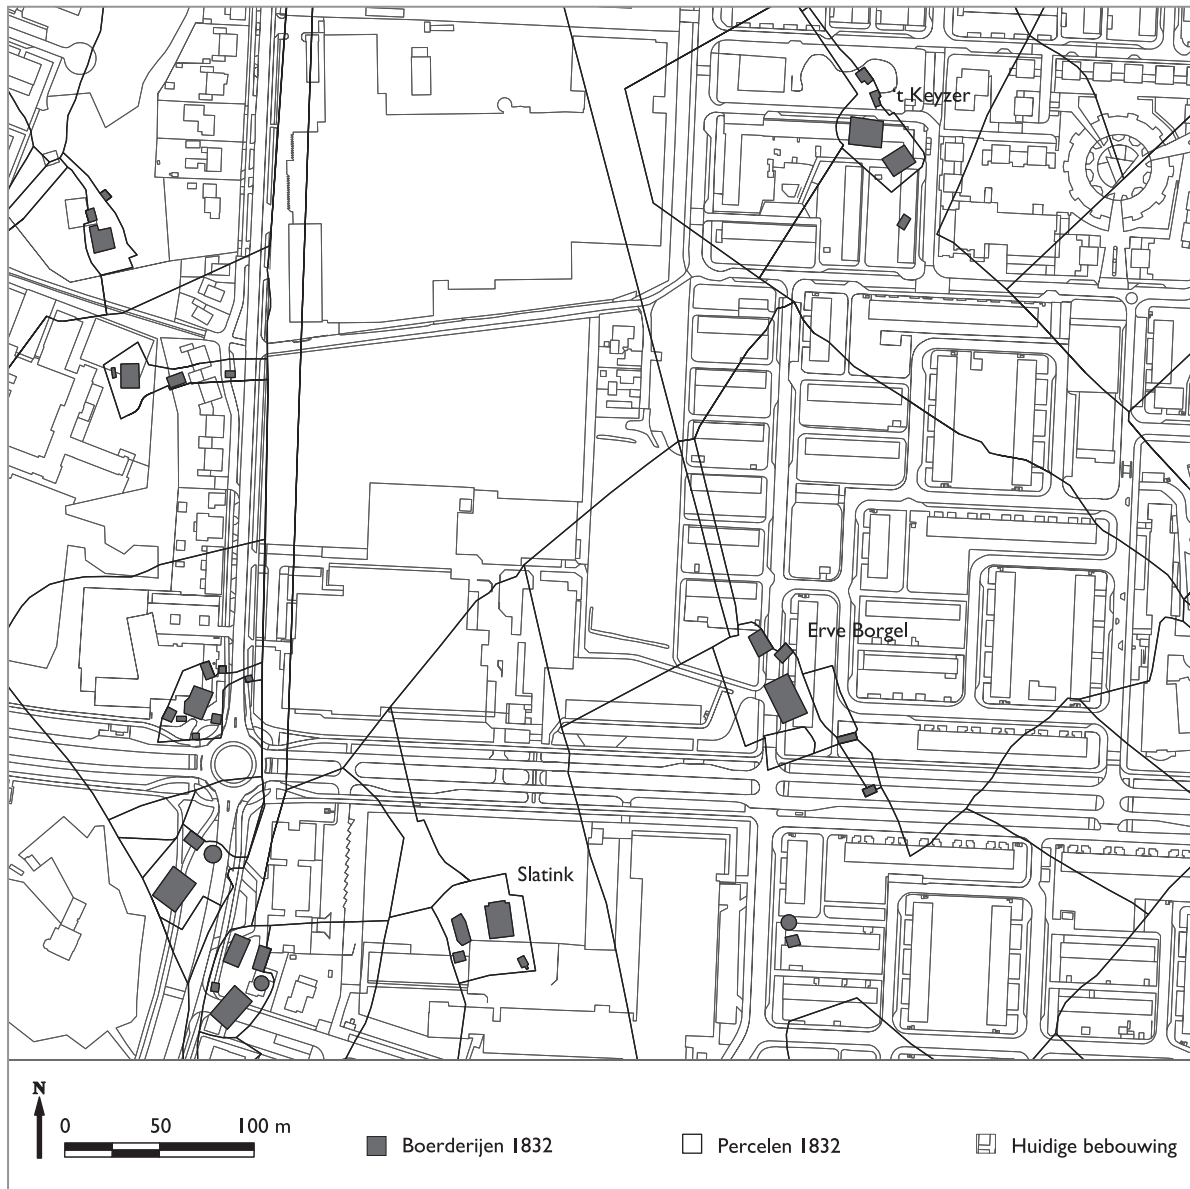 't Keyzer
Erve Borgel
Slatink
N
0 50 100 m
Boerderijen 1832
Percelen 1832
Huidige bebouwing